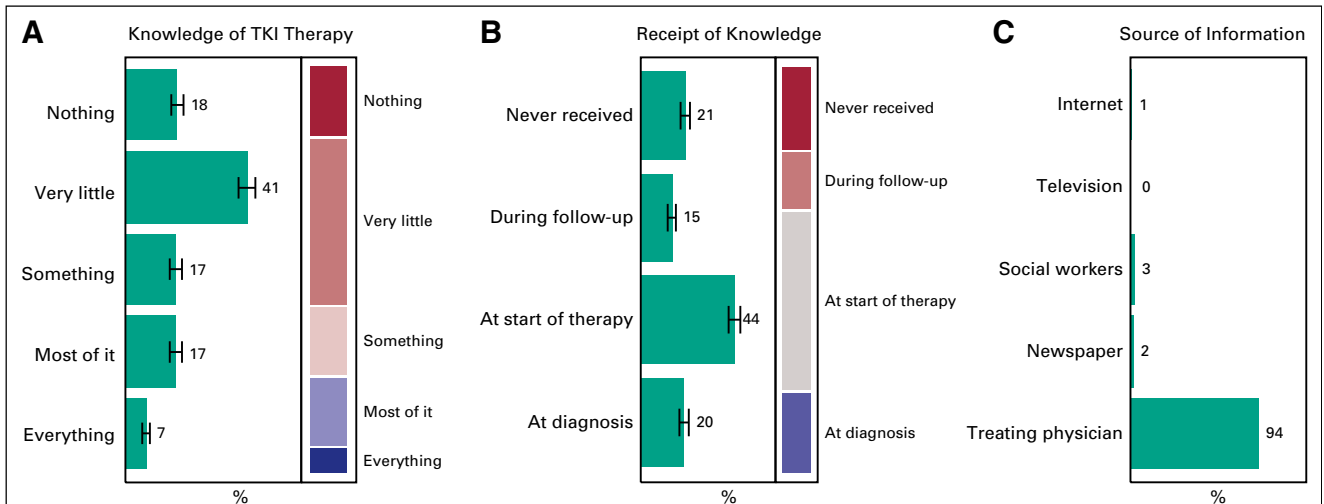 A
Knowledge of TKI Therapy
Nothing
18
Very little
41
Something
17
Most of it
17
Everything
7
%
Nothing
Very little
Something
Most of it
Everything
B
Receipt of Knowledge
Never received
21
During follow-up
15
At start of therapy
44
At diagnosis
20
%
Never received
During follow-up
At start of therapy
At diagnosis
C
Source of Information
Internet
1
Television
0
Social workers
3
Newspaper
2
Treating physician
94
%